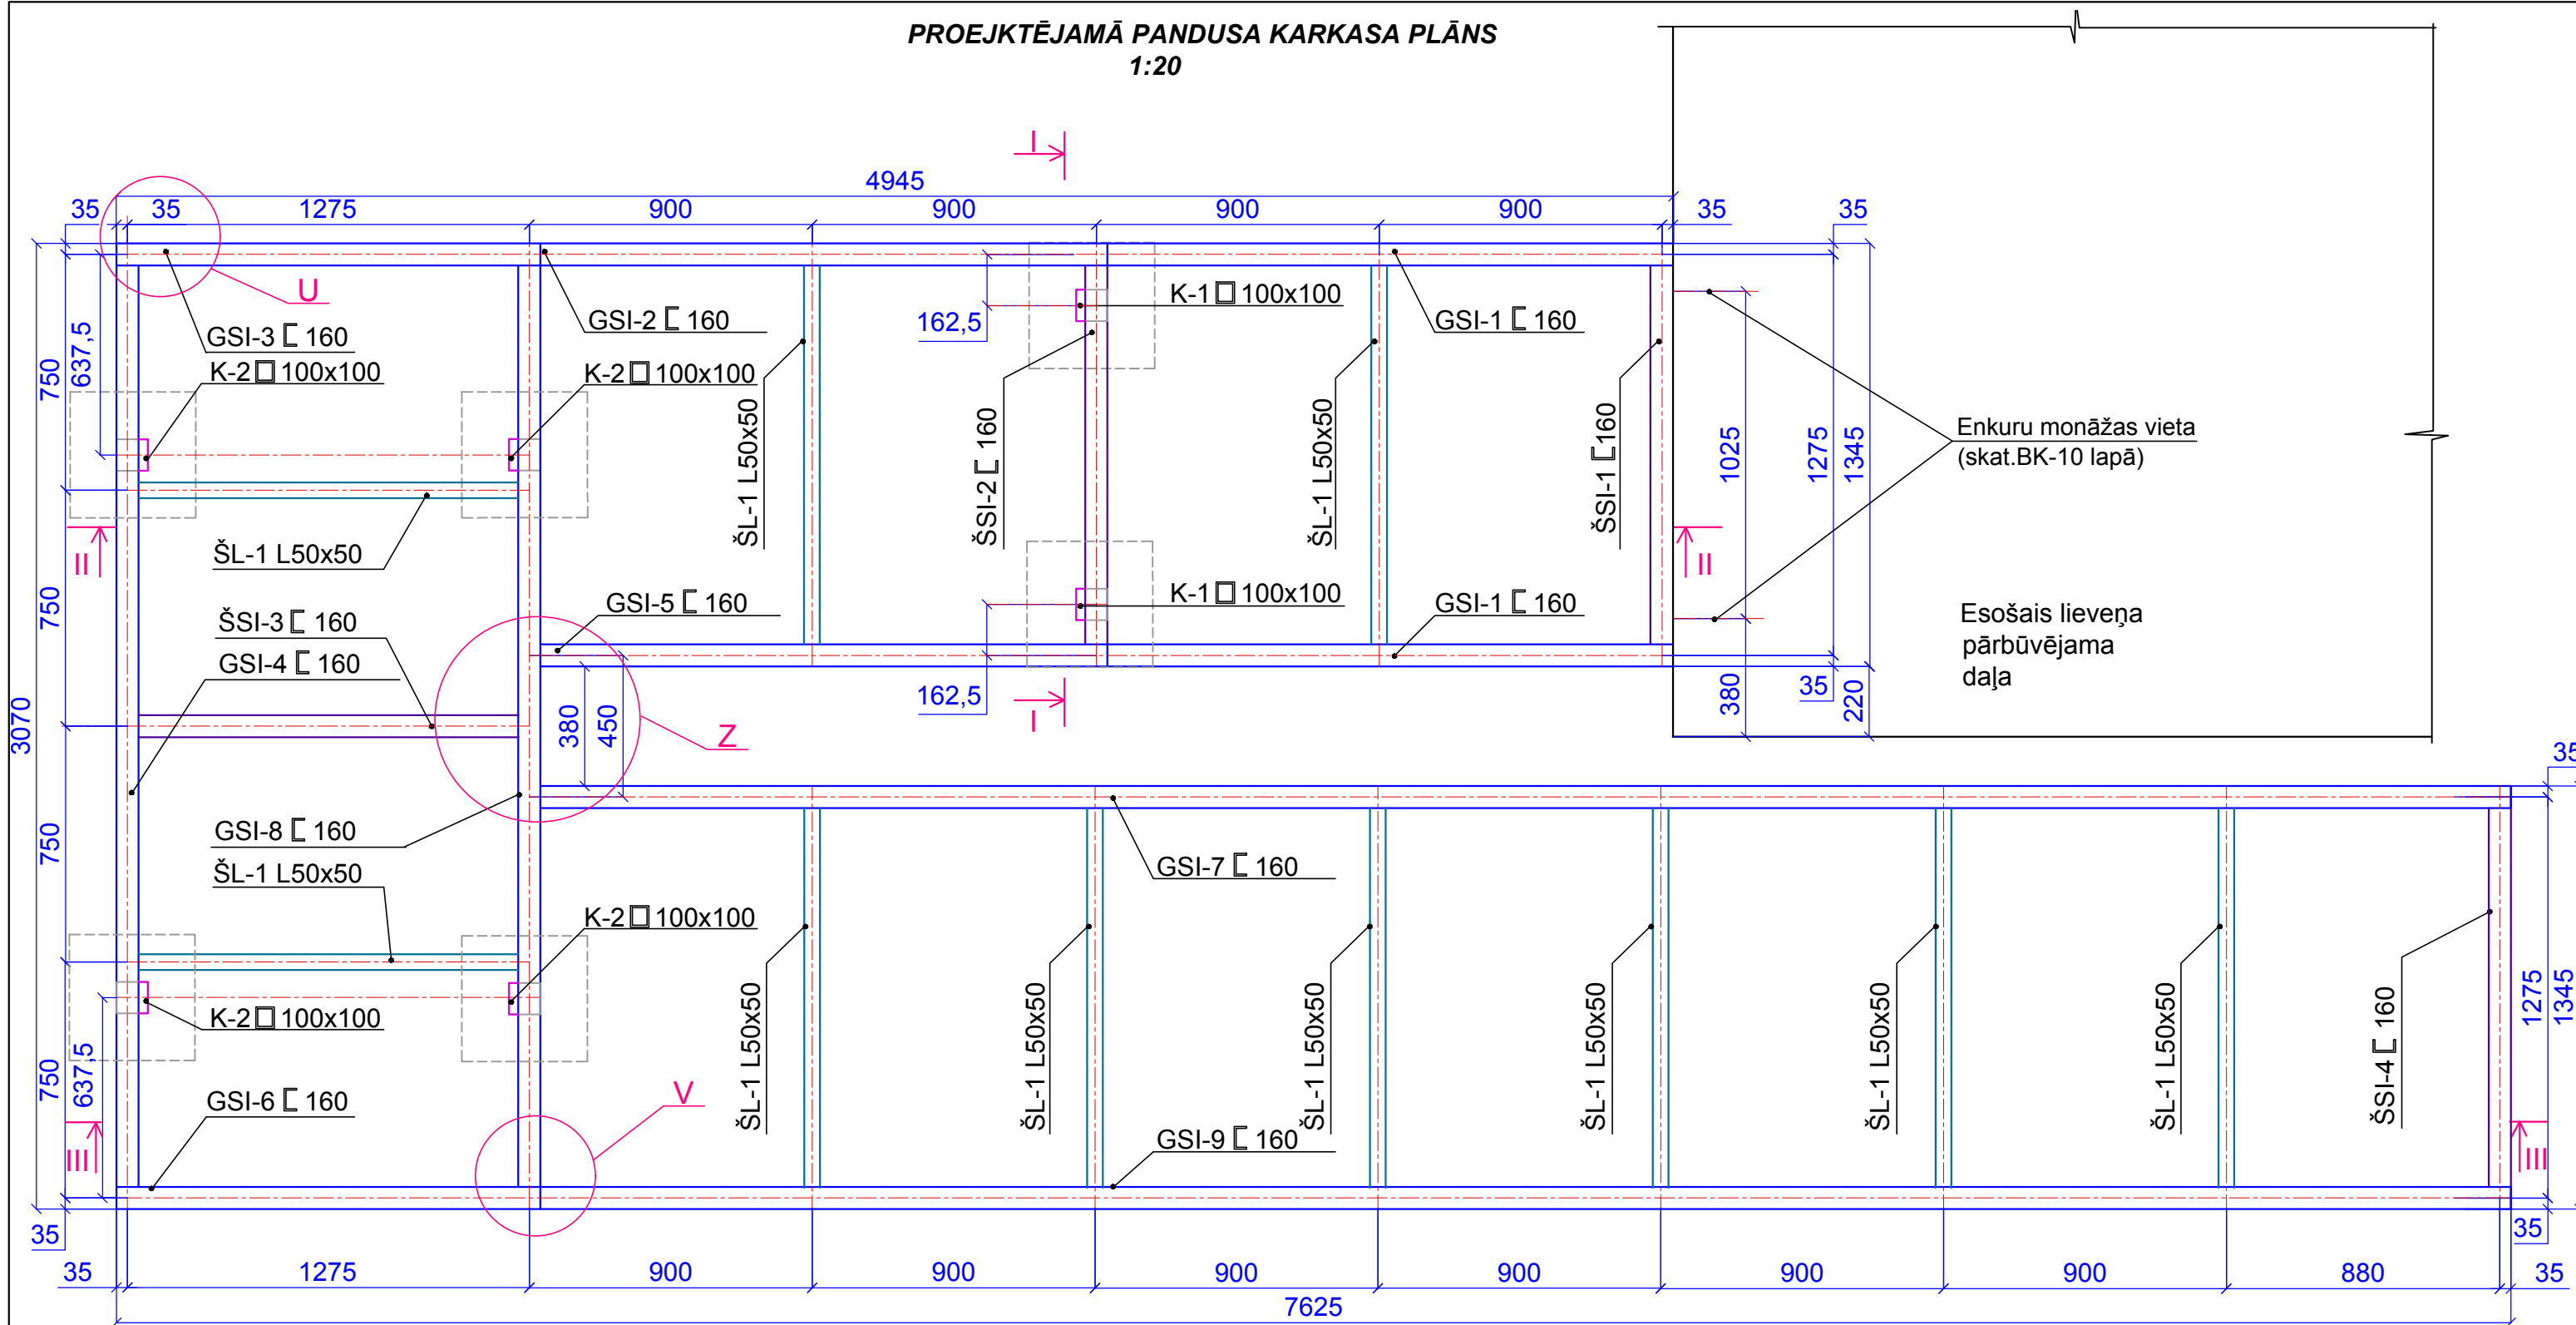 PROEJKTĒJAMĀ PANDUSA KARKASA PLĀNS
1:20
I
4945
35 35 1275 900 900 900 900 35 35
U
GSI-3 160
K-2 100x100
GSI-2 160
K-2 100x100
ŠL-1 L50x50
162,5
K-1 100x100
ŠSI-2 160
GSI-1 160
ŠL-1 L50x50
ŠSI-1 160
750
637,5
1025
1275
1345
Enkuru monāžas vieta
(skat.BK-10 lapā)
II
II
ŠL-1 L50x50
750
GSI-5 160
K-1 100x100
GSI-1 160
Esošais lieveņa
pārbūvējama
daļa
ŠSI-3 160
GSI-4 160
3070
380
450
Z
162,5
I
380
35
220
35
750
GSI-8 160
ŠL-1 L50x50
K-2 100x100
GSI-7 160
ŠL-1 L50x50
ŠL-1 L50x50
ŠL-1 L50x50
ŠL-1 L50x50
ŠL-1 L50x50
ŠL-1 L50x50
ŠSI-4 160
1275
1345
K-2 100x100
750
637,5
GSI-6 160
V
GSI-9 160
III
III
35
35
35 1275 900 900 900 900 900 900 880 35
7625